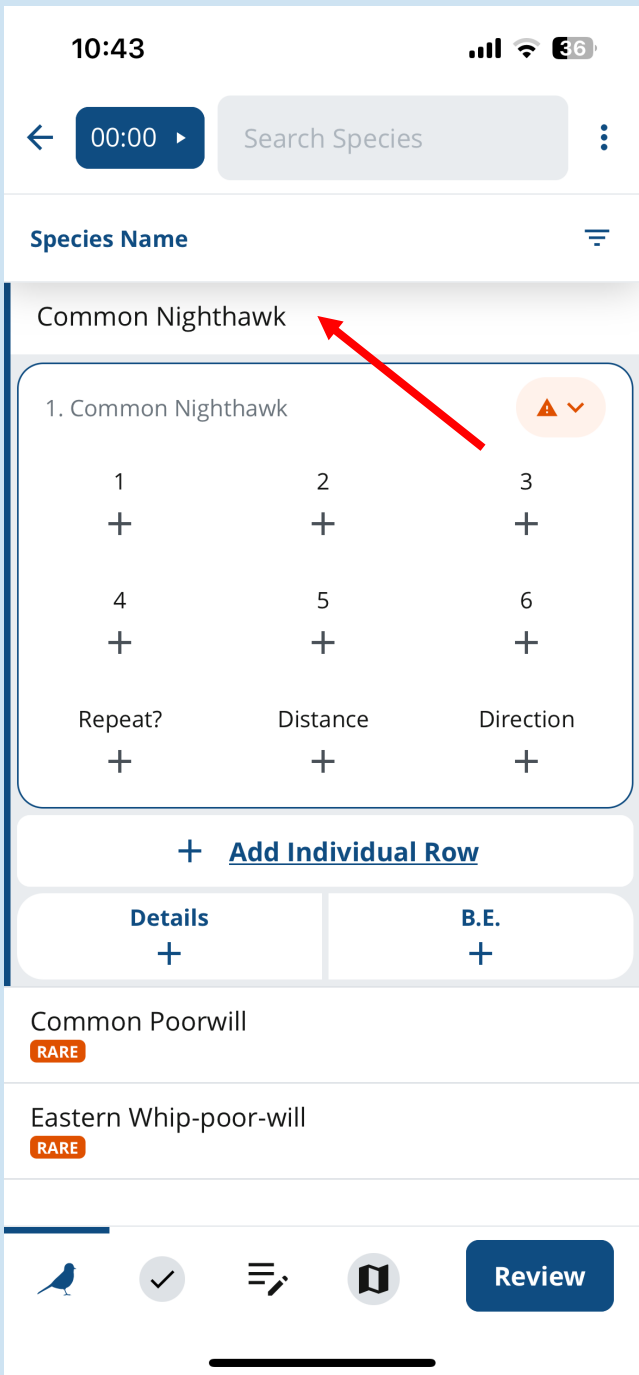 10:43 36
00:00 Search Species
Species Name
Common Nighthawk
1. Common Nighthawk
1 2 3
4 5 6
Repeat? Distance Direction
Add Individual Row
Details B.E.
Common Poorwill
RARE
Eastern Whip-poor-will
RARE
Review